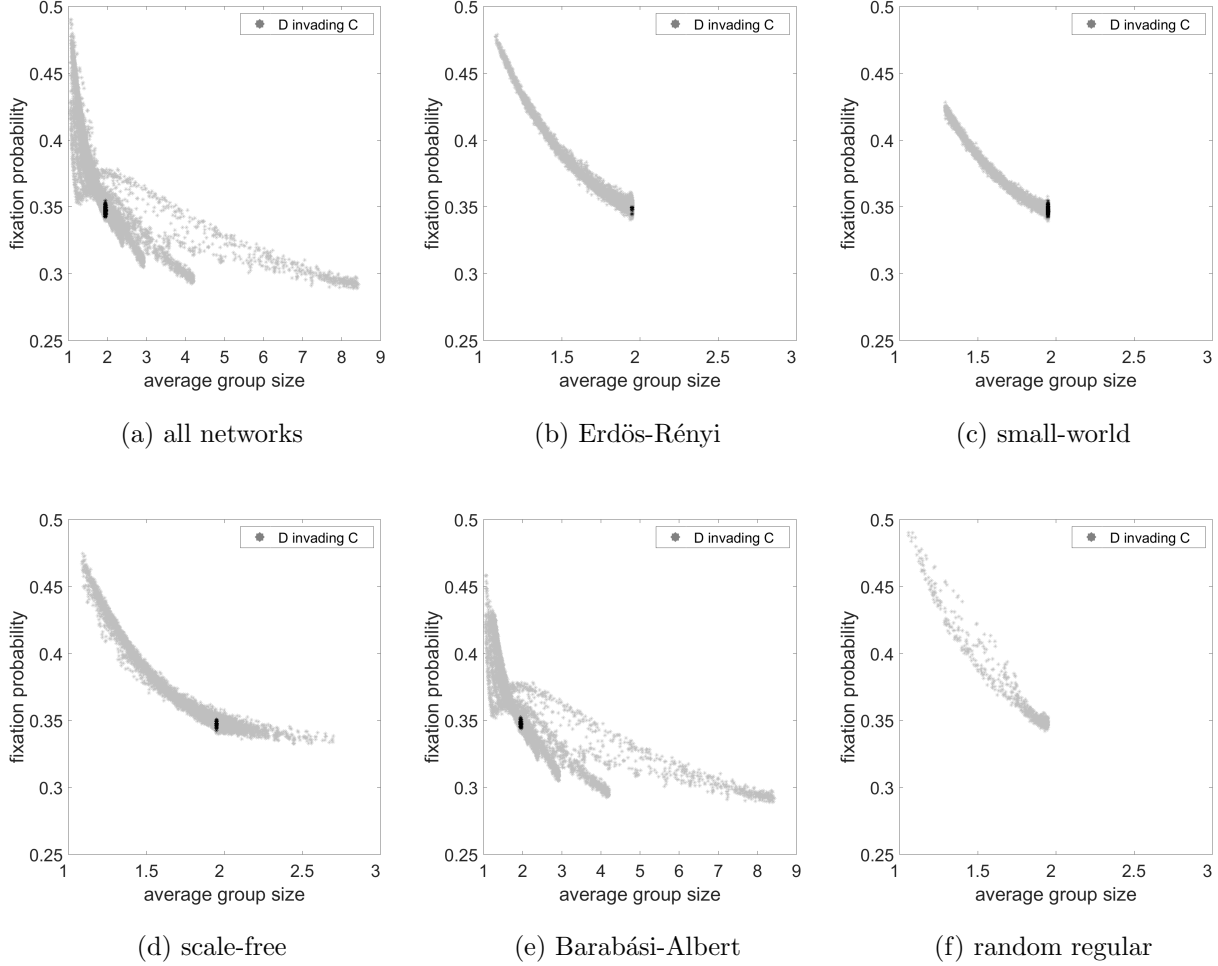 0.5
0.45
0.4
0.35
0.3
0.25
fixation probability
D invading C
1 2 3 4 5 6 7 8 9
average group size
(a) all networks
0.5
0.45
0.4
0.35
0.3
0.25
fixation probability
D invading C
1 1.5 2 2.5 3
average group size
(b) Erdös-Rényi
0.5
0.45
0.4
0.35
0.3
0.25
fixation probability
D invading C
1 1.5 2 2.5 3
average group size
(c) small-world
0.5
0.45
0.4
0.35
0.3
0.25
fixation probability
D invading C
1 1.5 2 2.5 3
average group size
(d) scale-free
0.5
0.45
0.4
0.35
0.3
0.25
fixation probability
D invading C
1 2 3 4 5 6 7 8 9
average group size
(e) Barabási-Albert
0.5
0.45
0.4
0.35
0.3
0.25
fixation probability
D invading C
1 1.5 2 2.5 3
average group size
(f) random regular